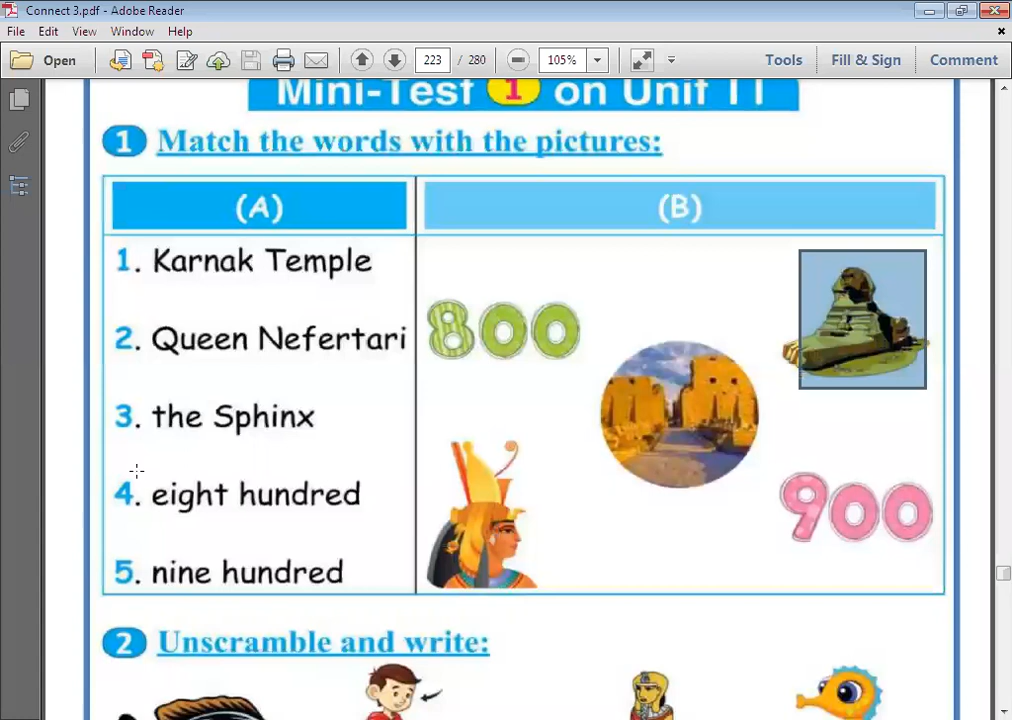 Connect 3.pdf - Adobe Reader
File Edit View Window Help
Open 223 / 280 105% Tools Fill & Sign Comment
Mini-Test 1 on Unit 11
1 Match the words with the pictures:
(A) (B)
1. Karnak Temple
2. Queen Nefertari
3. the Sphinx
4. eight hundred
5. nine hundred
800
900
2 Unscramble and write: